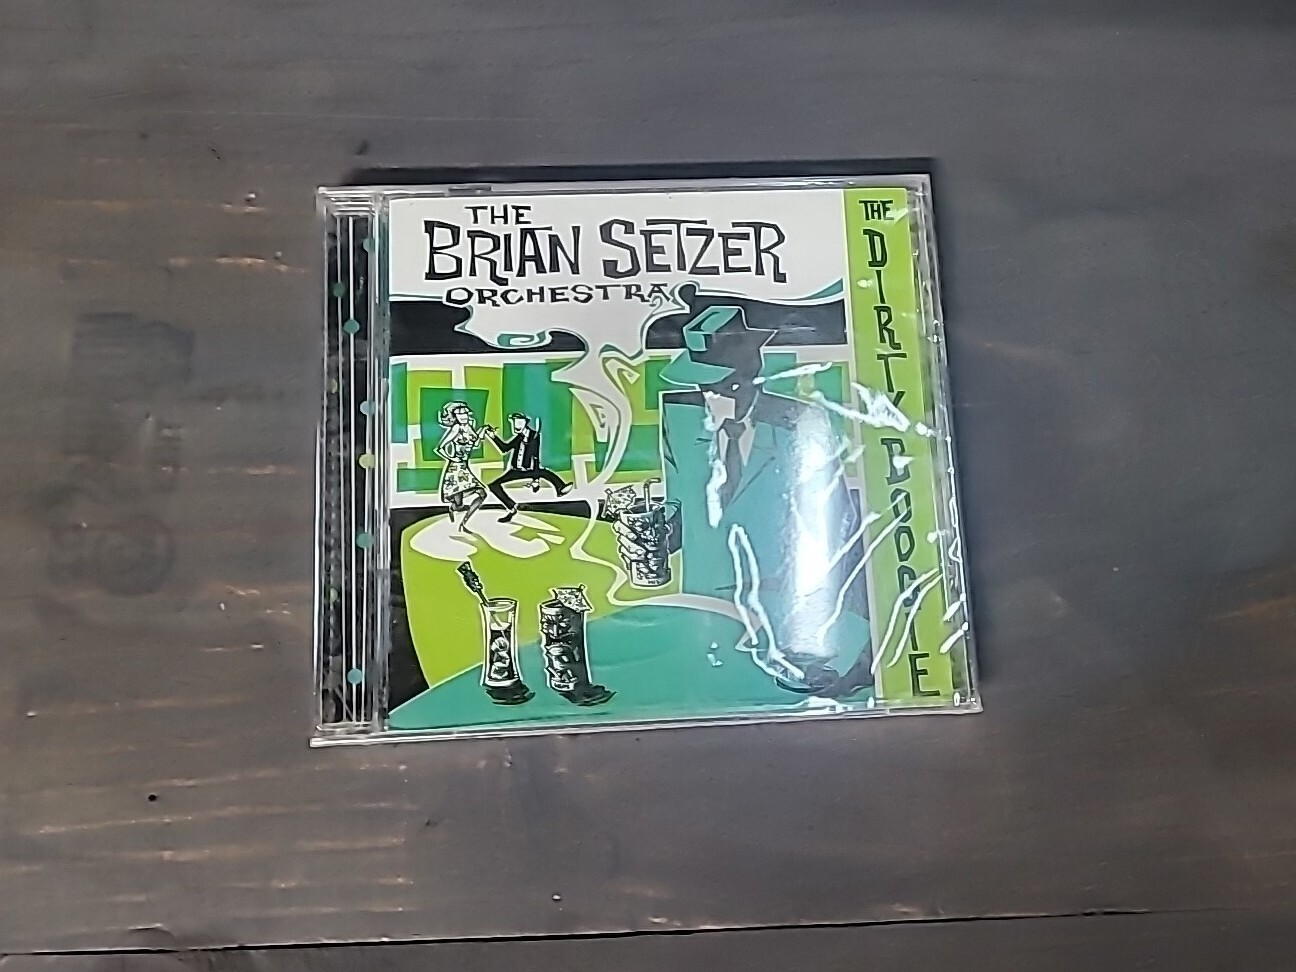 THE
BRIAN SETZER
ORCHESTRA
THE DIRTY BOOGIE